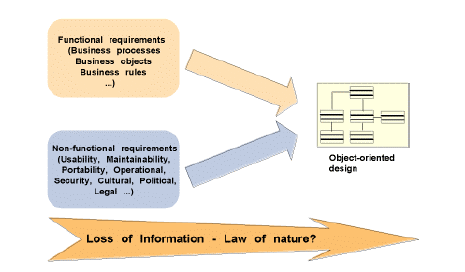 Functional requirements
(Business processes
Business objects
Business rules
...)
Non-functional requirements
(Usability, Maintainability,
Portability, Operational,
Security, Cultural, Political,
Legal ...)
Object-oriented
design
Loss of Information - Law of nature?